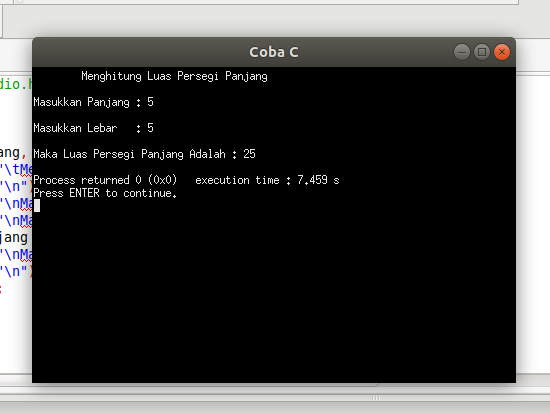 Coba C
Menghitung Luas Persegi Panjang
Masukkan Panjang : 5
Masukkan Lebar : 5
Maka Luas Persegi Panjang Adalah : 25
Process returned 0 (0x0) execution time : 7.459 s
Press ENTER to continue.
dio.h
ang,
"\tMe
"\n"
"\nMa
"\nMa
jang
"\nMa
"\n")
;